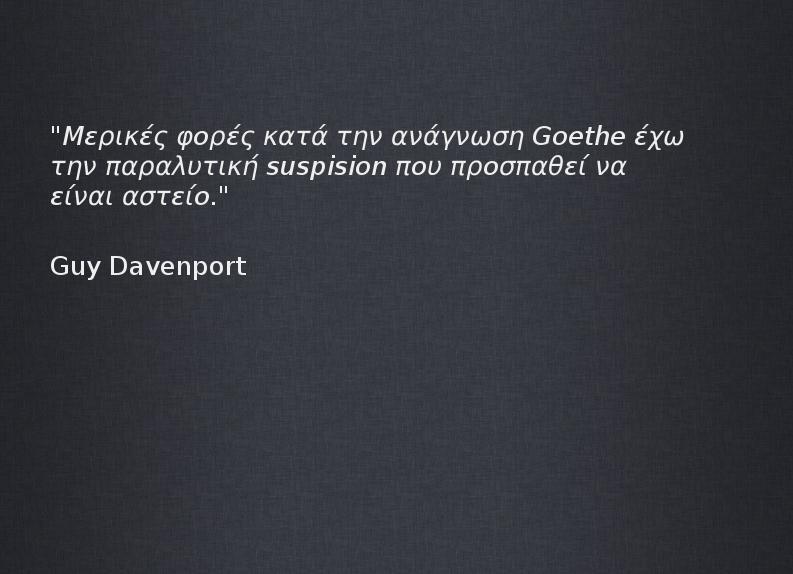 "Μερικές φορές κατά την ανάγνωση Goethe έχω
την παραλυτική suspision που προσπαθεί να
είναι αστείο."
Guy Davenport